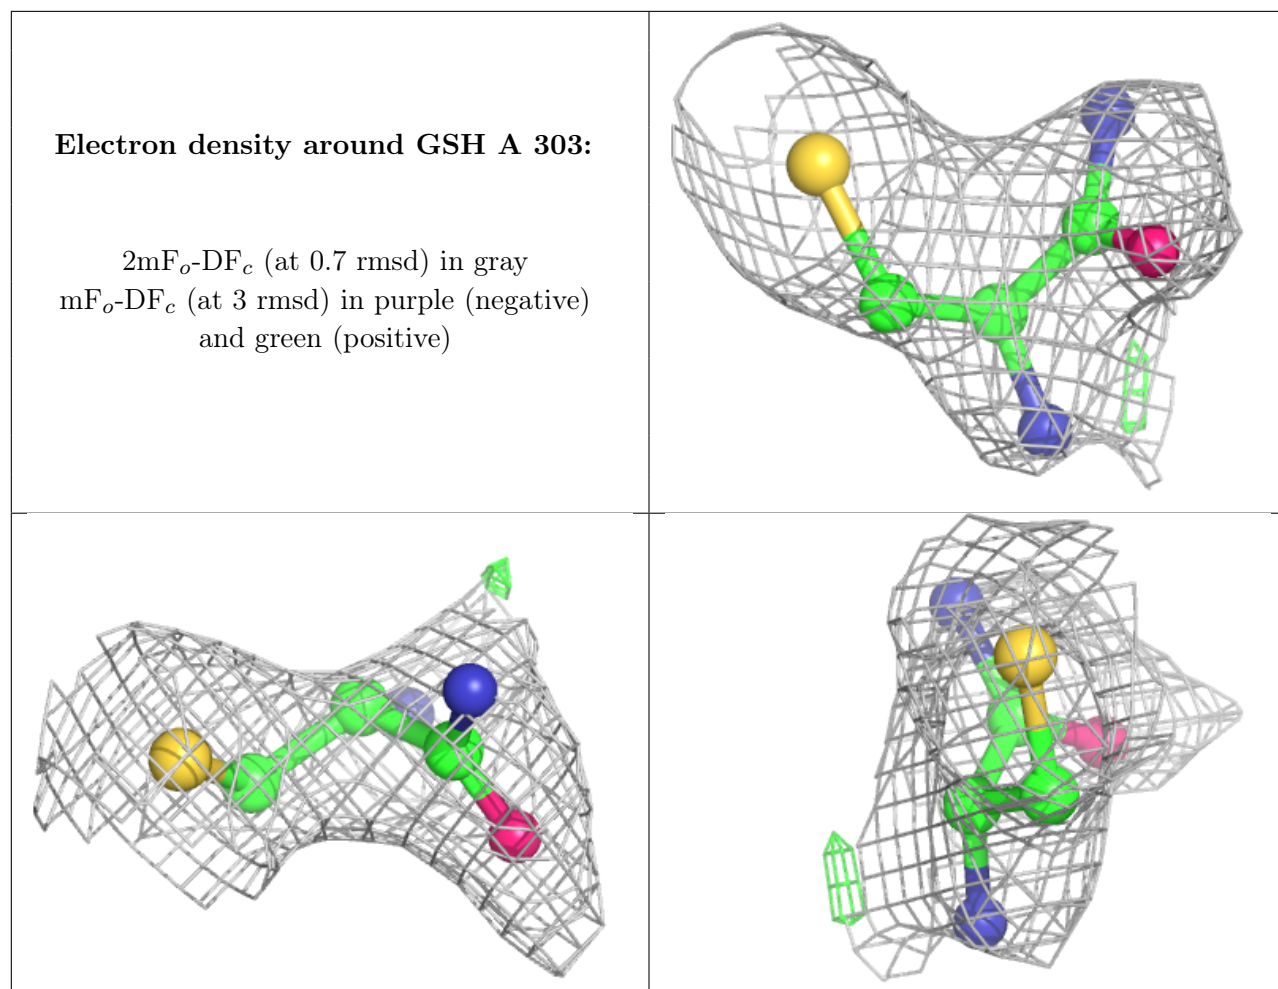 Electron density around GSH A 303:
2mFo-DFc (at 0.7 rmsd) in gray
mFo-DFc (at 3 rmsd) in purple (negative)
and green (positive)